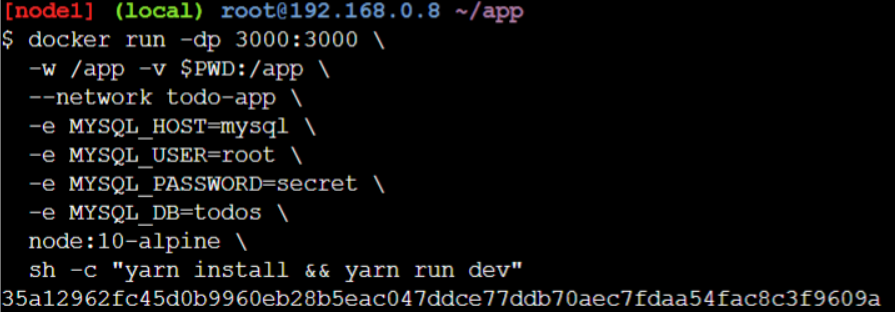 [node1] (local) root@192.168.0.8 ~/app
$ docker run -dp 3000:3000 \
  -w /app -v $PWD:/app \
  --network todo-app \
  -e MYSQL_HOST=mysql \
  -e MYSQL_USER=root \
  -e MYSQL_PASSWORD=secret \
  -e MYSQL_DB=todos \
  node:10-alpine \
  sh -c "yarn install && yarn run dev"
35a12962fc45d0b9960eb28b5eac047ddce77ddb70aec7fdaa54fac8c3f9609a